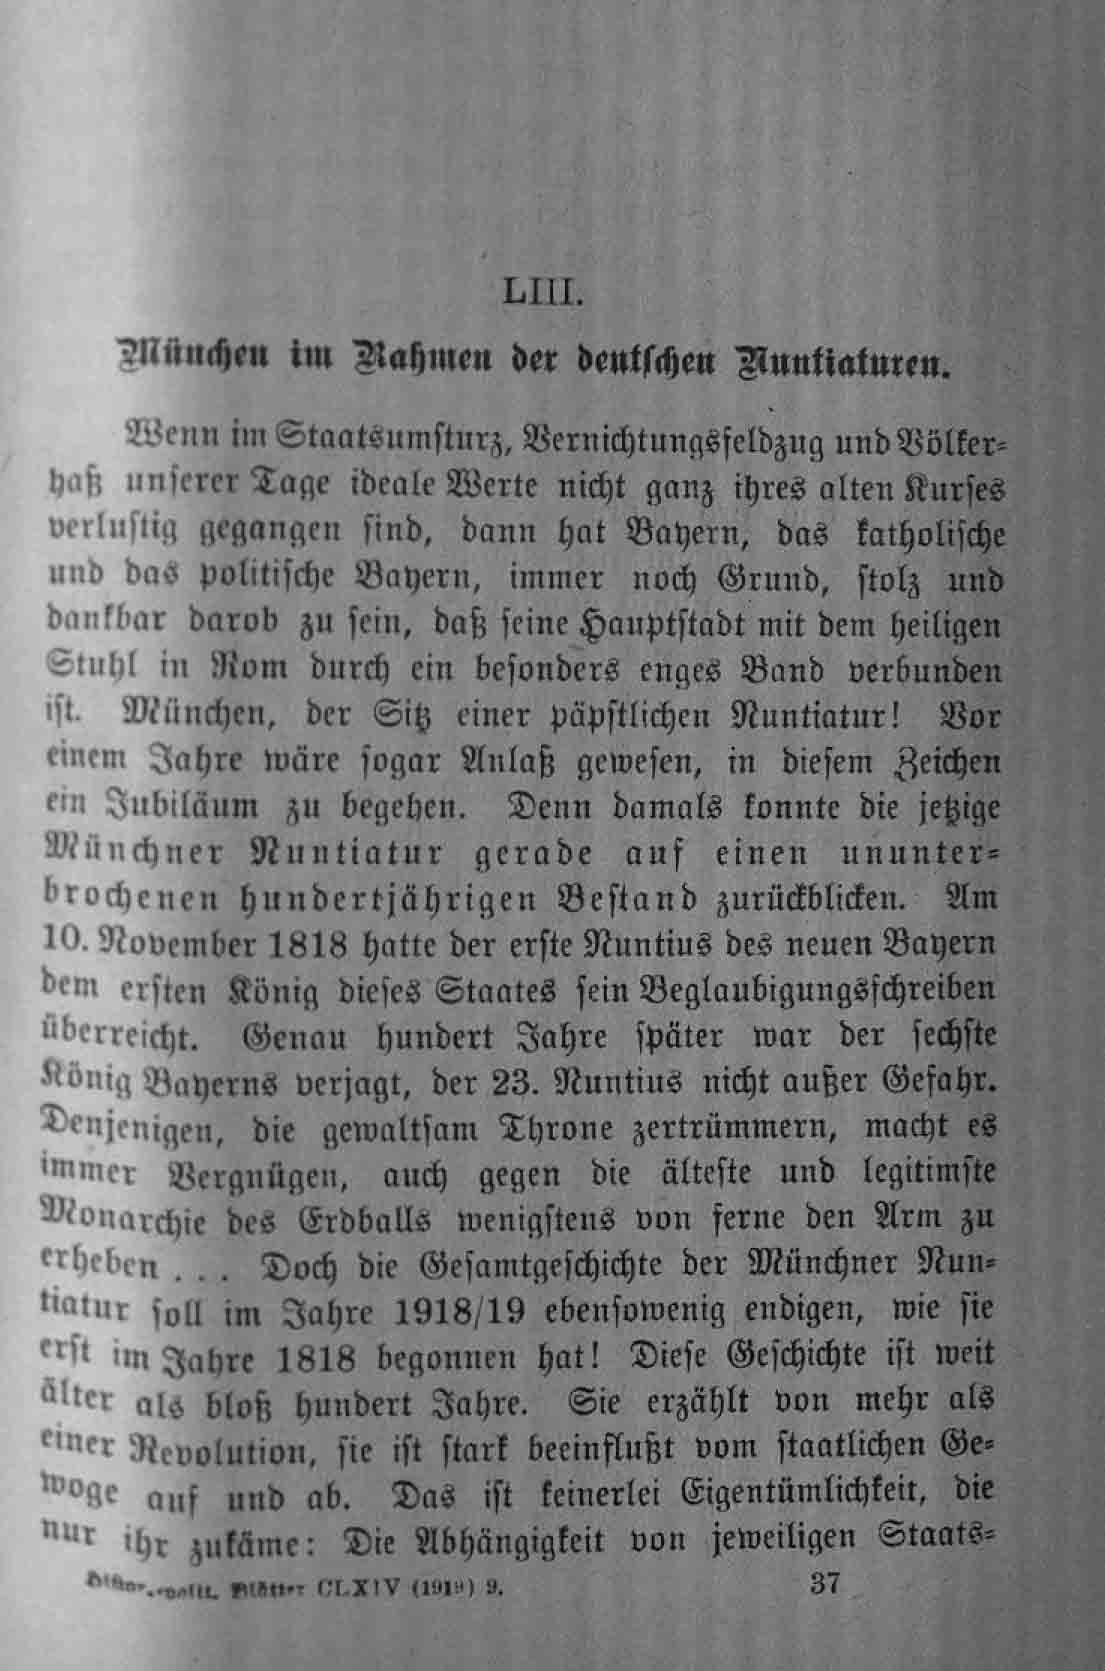 LIII.
München im Rahmen der deutschen Nuntiaturen.
Wenn im Staatsumsturz, Vernichtungsfeldzug und Völker-
haß unserer Tage ideale Werte nicht ganz ihres alten Kurses
verlustig gegangen sind, dann hat Bayern, das katholische
und das politische Bayern, immer noch Grund, stolz und
dankbar darob zu sein, daß seine Hauptstadt mit dem heiligen
Stuhl in Rom durch ein besonders enges Band verbunden
ist. München, der Sitz einer päpstlichen Nuntiatur! Vor
einem Jahre wäre sogar Anlaß gewesen, in diesem Zeichen
ein Jubiläum zu begehen. Denn damals konnte die jetzige
Münchner Nuntiatur gerade auf einen ununter-
brochenen hundertjährigen Bestand zurückblicken. Am
10. November 1818 hatte der erste Nuntius des neuen Bayern
dem ersten König dieses Staates sein Beglaubigungsschreiben
überreicht. Genau hundert Jahre später war der sechste
König Bayerns verjagt, der 23. Nuntius nicht außer Gefahr.
Denjenigen, die gewaltsam Throne zertrümmern, macht es
immer Vergnügen, auch gegen die älteste und legitimste
Monarchie des Erdballs wenigstens von ferne den Arm zu
erheben . . . Doch die Gesamtgeschichte der Münchner Nun-
tiatur soll im Jahre 1918/19 ebensowenig endigen, wie sie
erst im Jahre 1818 begonnen hat! Diese Geschichte ist weit
älter als bloß hundert Jahre. Sie erzählt von mehr als
einer Revolution, sie ist stark beeinflußt vom staatlichen Ge-
woge auf und ab. Das ist keinerlei Eigentümlichkeit, die
nur ihr zukäme: Die Abhängigkeit von jeweiligen Staats-
Histor.-polit. Blätter CLXIV (1919) 9. 37